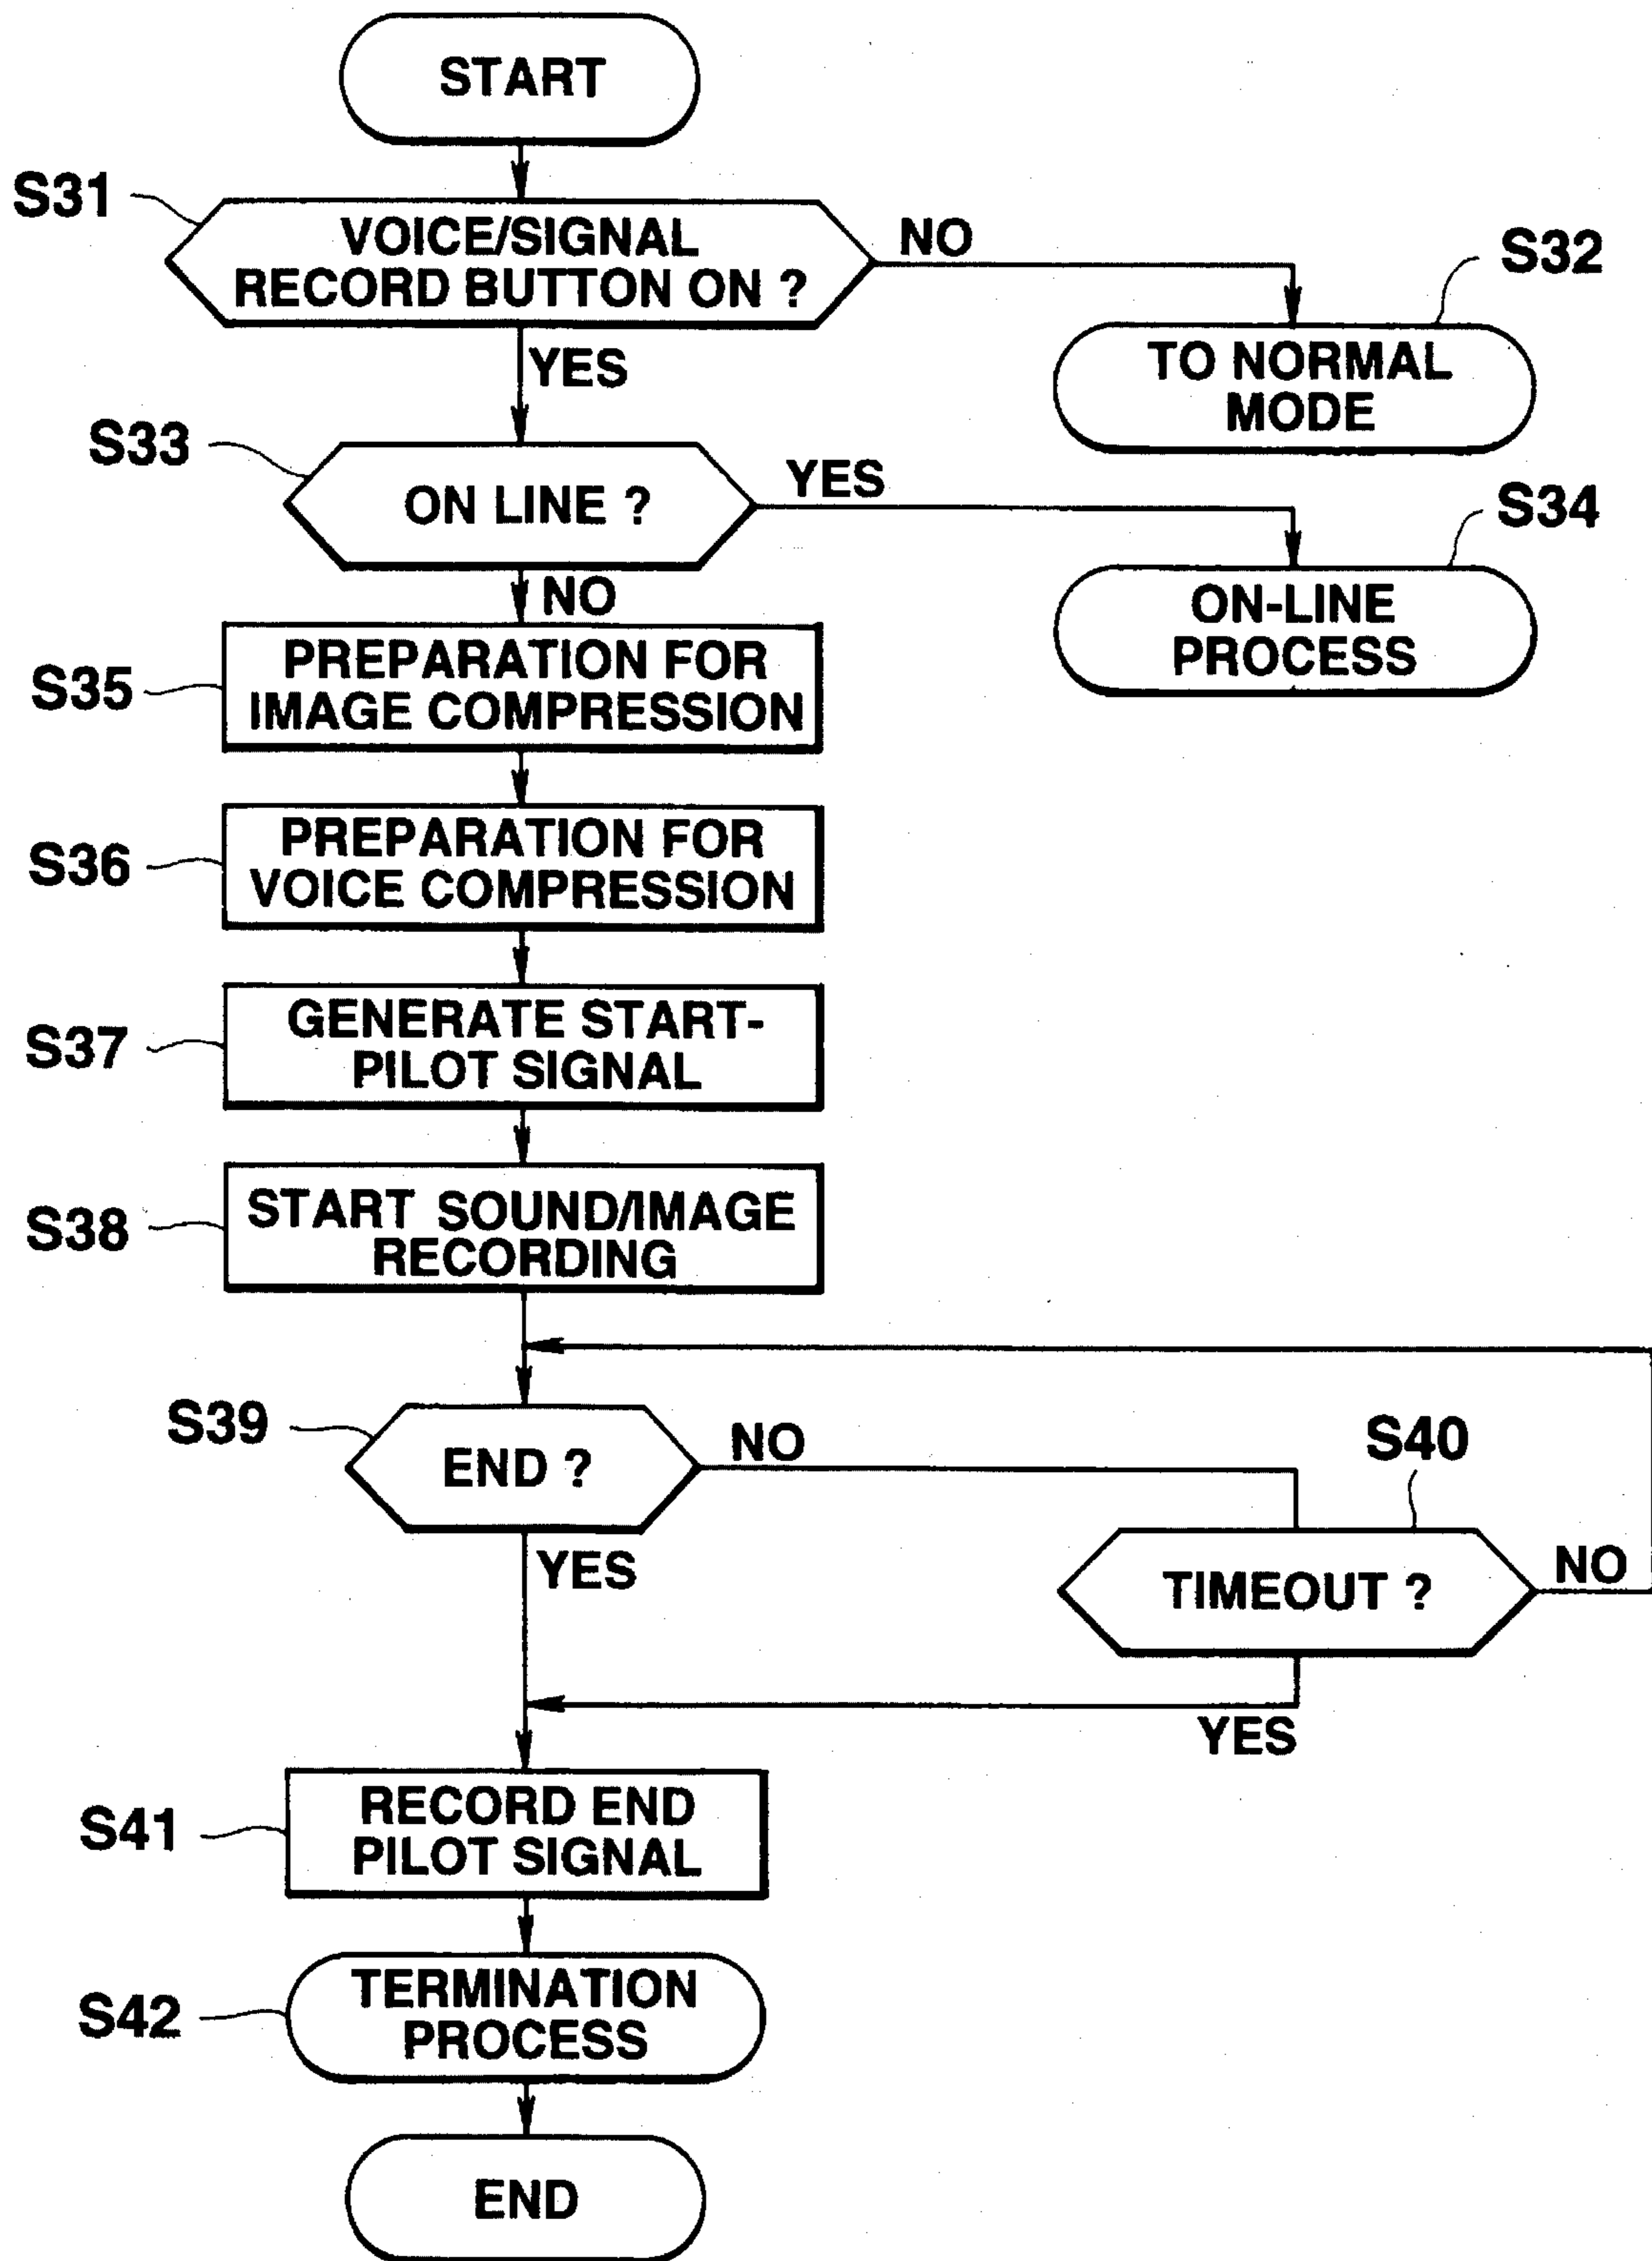 START
S31
VOICE/SIGNAL
RECORD BUTTON ON ?
NO
S32
TO NORMAL
MODE
YES
S33
ON LINE ?
YES
S34
ON-LINE
PROCESS
NO
S35
PREPARATION FOR
IMAGE COMPRESSION
S36
PREPARATION FOR
VOICE COMPRESSION
S37
GENERATE START-
PILOT SIGNAL
S38
START SOUND/IMAGE
RECORDING
S39
END ?
NO
S40
TIMEOUT ?
NO
YES
YES
S41
RECORD END
PILOT SIGNAL
S42
TERMINATION
PROCESS
END